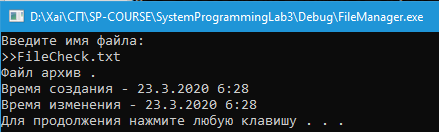 D:\Xai\СП\SP-COURSE\SystemProgrammingLab3\Debug\FileManager.exe
Введите имя файла:
>>FileCheck.txt
Файл архив .
Время создания - 23.3.2020 6:28
Время изменения - 23.3.2020 6:28
Для продолжения нажмите любую клавишу . . .